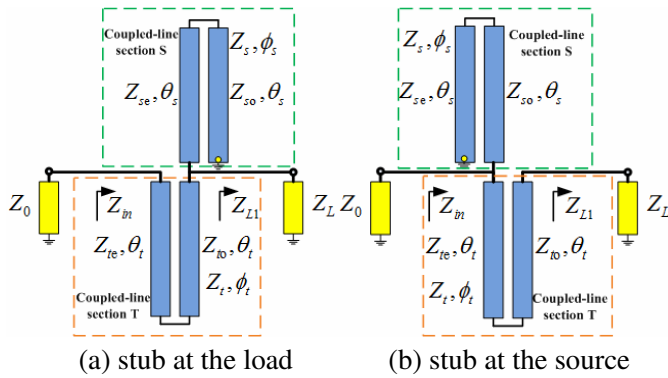 Coupled-line
section S
Z_s, ϕ_s
Z_se, θ_s
Z_so, θ_s
Z_0
Z_in
Z_L1
Z_L
Z_te, θ_t
Z_to, θ_t
Z_t, ϕ_t
Coupled-line
section T
(a) stub at the load
Z_s, ϕ_s
Coupled-line
section S
Z_se, θ_s
Z_so, θ_s
Z_0
Z_in
Z_L1
Z_L
Z_te, θ_t
Z_to, θ_t
Z_t, ϕ_t
Coupled-line
section T
(b) stub at the source